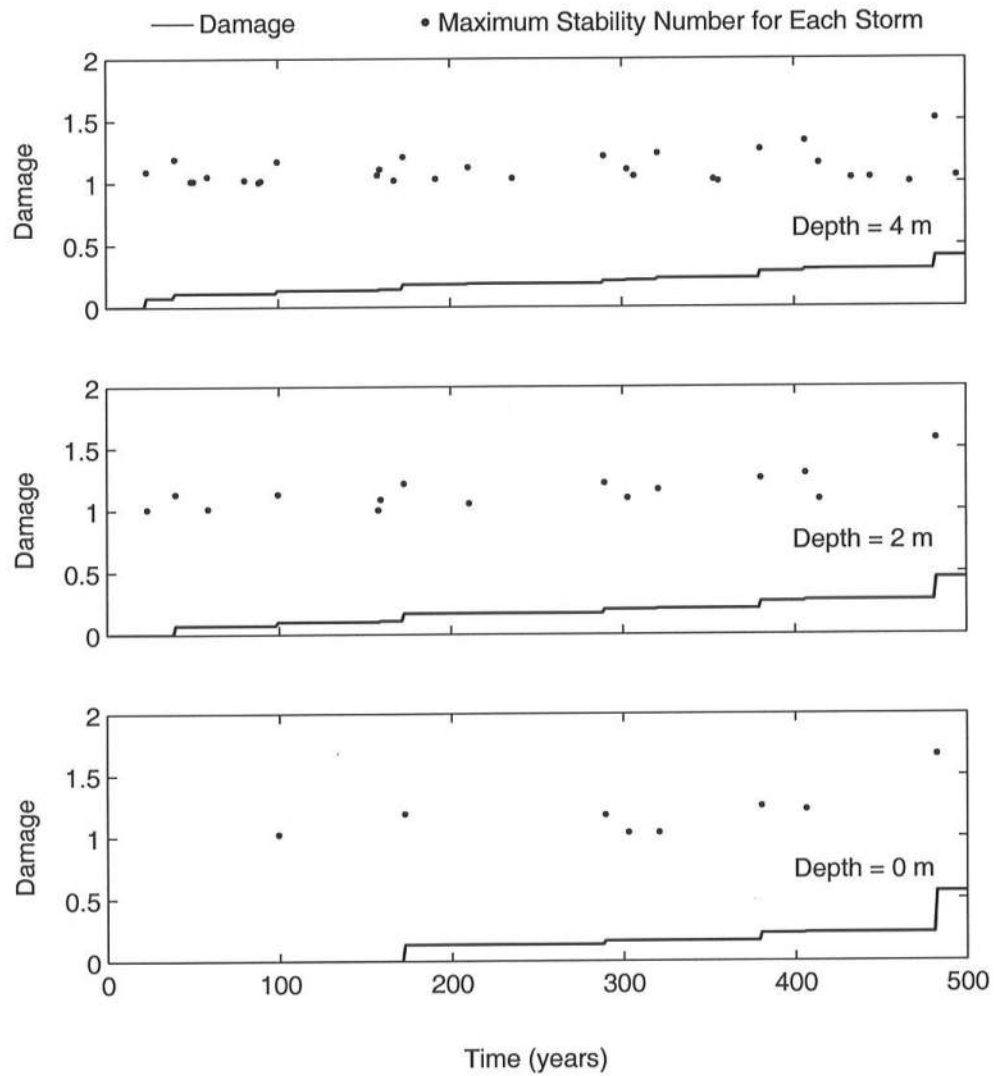 Damage
Maximum Stability Number for Each Storm
2
1.5
1
0.5
0
Damage
Depth = 4 m
2
1.5
1
0.5
0
Damage
Depth = 2 m
2
1.5
1
0.5
0
Damage
Depth = 0 m
0 100 200 300 400 500
Time (years)